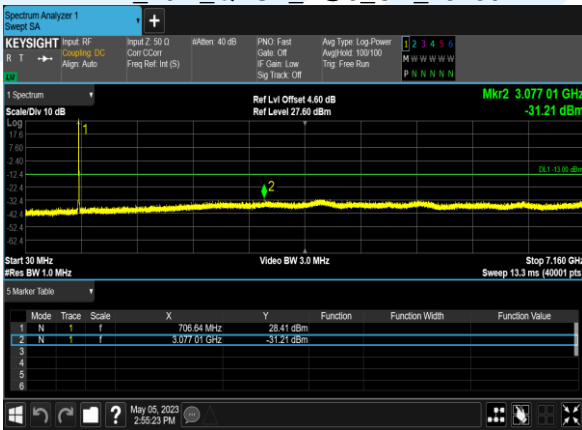 Spectrum Analyzer 1
Swept SA
+
KEYSIGHT Input: RF Input Z: 50 Ω #Atten: 40 dB PNO: Fast Avg Type: Log-Power 1 2 3 4 5 6
R T Coupling: DC Corr CCorr Gate: Off Avg|Hold: 100/100 M W W W W W
Align: Auto Freq Ref: Int (S) IF Gain: Low Trig: Free Run
Sig Track: Off P N N N N N
LV
1 Spectrum Ref Lvl Offset 4.60 dB Mkr2 3.077 01 GHz
Scale/Div 10 dB Ref Level 27.60 dBm -31.21 dBm
Log
17.6
7.60
-2.40
-12.4
-22.4
-32.4
-42.4
-52.4
-62.4
1
DL1 -13.00 dBm
2
Start 30 MHz Video BW 3.0 MHz Stop 7.160 GHz
#Res BW 1.0 MHz Sweep 13.3 ms (40001 pts
5 Marker Table
Mode Trace Scale X Y Function Function Width Function Value
1 N 1 f 706.64 MHz 28.41 dBm
2 N 1 f 3.077 01 GHz -31.21 dBm
3
4
5
6
? May 05, 2023
2:55:23 PM